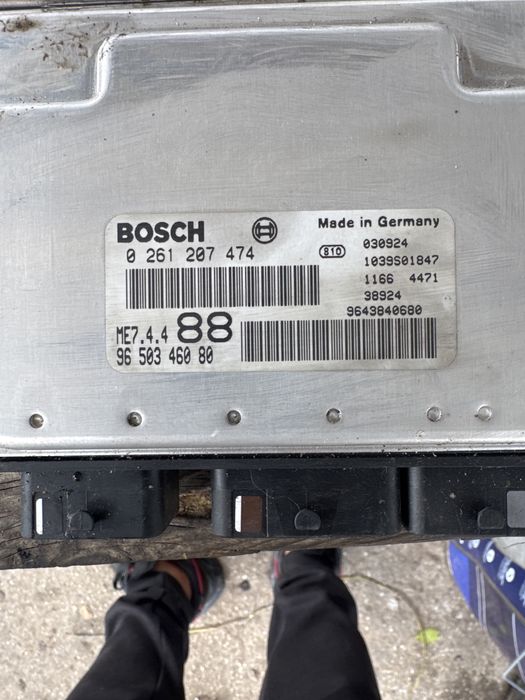 BOSCH
Made in Germany
0 261 207 474
810
030924
1039S01847
1166 4471
38924
9643840680
ME7.4.4 88
96 503 460 80